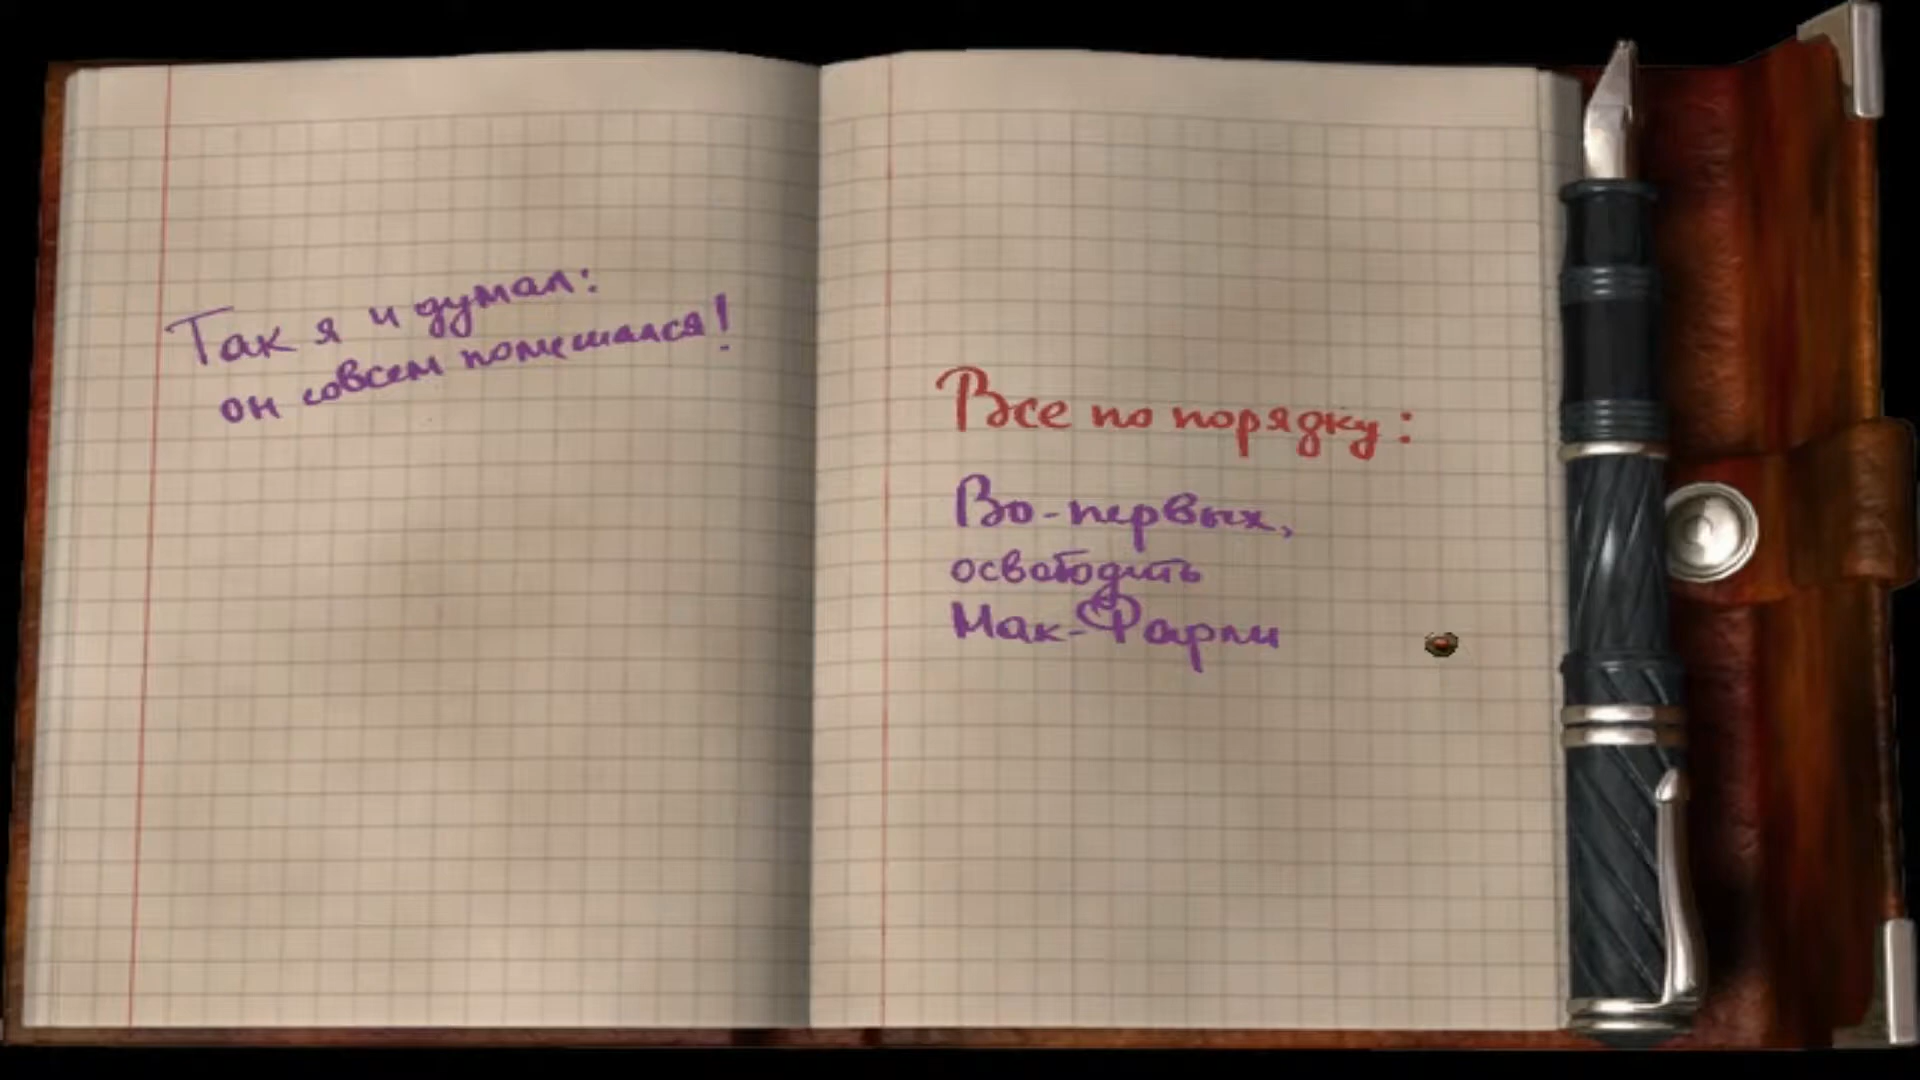 Так я и думал:
он совсем помешался!
Все по порядку:
Во-первых,
освободить
Мак-Фарли